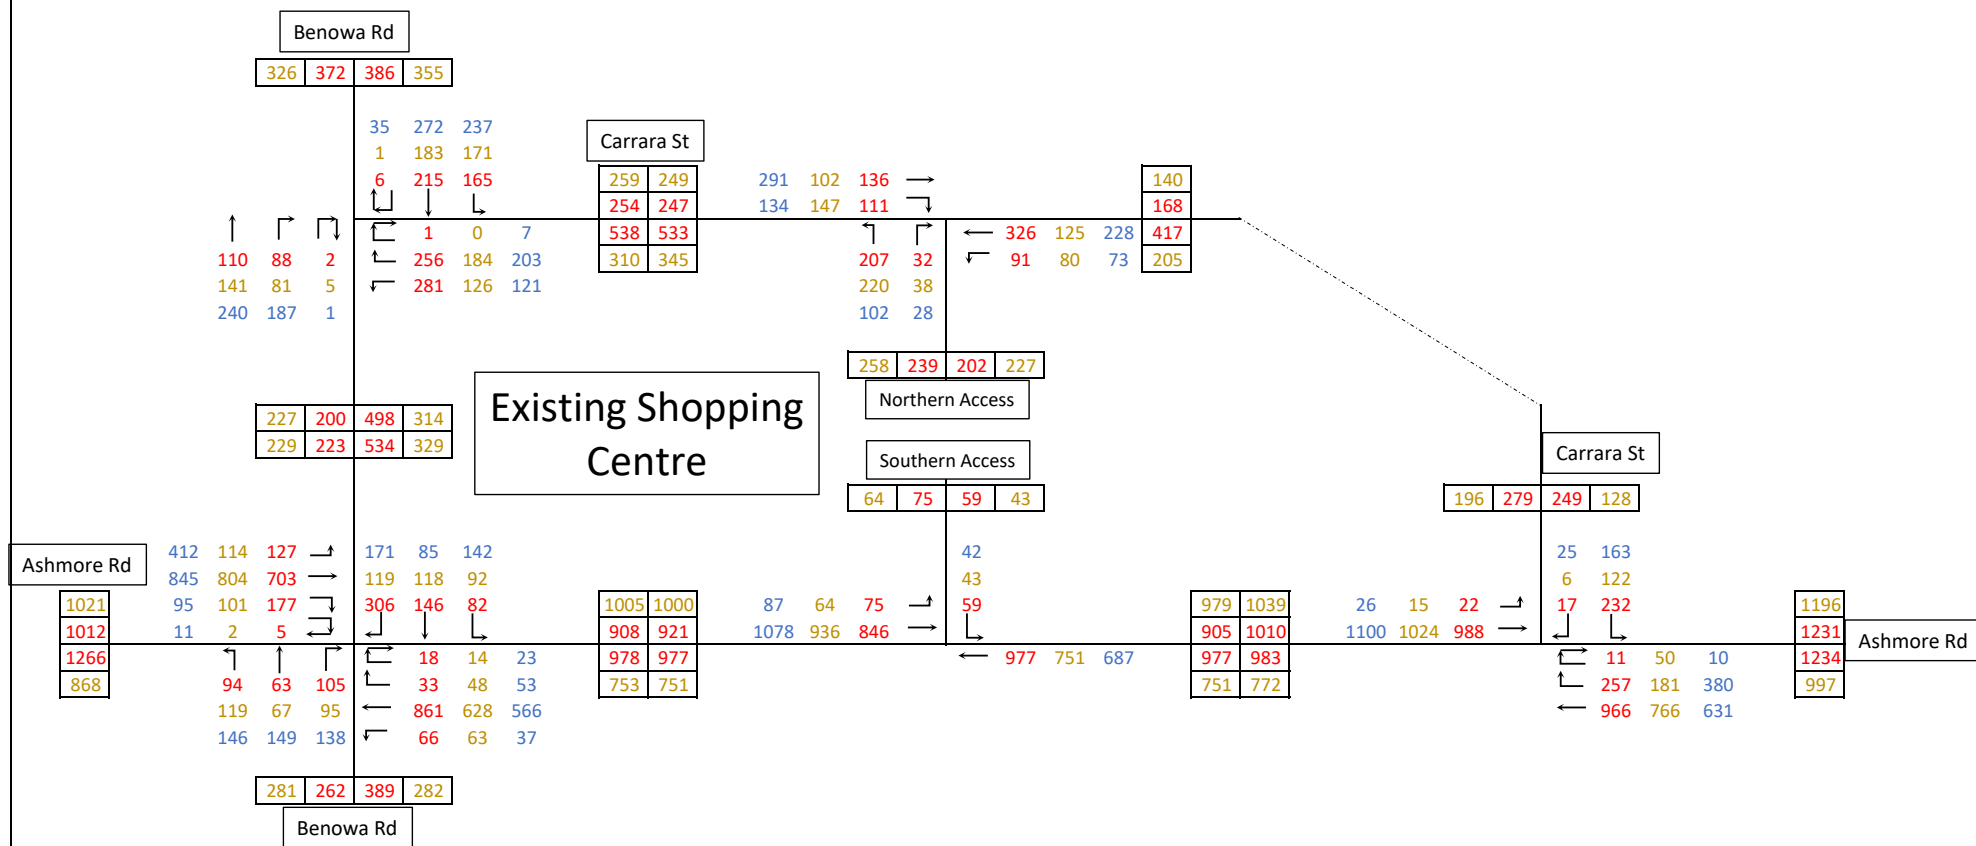 Benowa Rd
326 372 386 355
35 272 237
1 183 171
6 215 165
Carrara St
259 249
254 247
538 533
310 345
291 102 136
134 147 111
140
168
417
205
110 88 2
141 81 5
240 187 1
1 0 7
256 184 203
281 126 121
207 32
220 38
102 28
326 125 228
91 80 73
258 239 202 227
Northern Access
Existing Shopping
Centre
227 200 498 314
229 223 534 329
Southern Access
64 75 59 43
Carrara St
196 279 249 128
Ashmore Rd
1021
1012
1266
868
412 114 127
845 804 703
95 101 177
11 2 5
171 85 142
119 118 92
306 146 82
1005 1000
908 921
978 977
753 751
87 64 75
1078 936 846
42
43
59
979 1039
905 1010
977 983
751 772
26 15 22
1100 1024 988
25 163
6 122
17 232
1196
1231
1234
997
Ashmore Rd
94 63 105
119 67 95
146 149 138
18 14 23
33 48 53
861 628 566
66 63 37
977 751 687
11 50 10
257 181 380
966 766 631
281 262 389 282
Benowa Rd